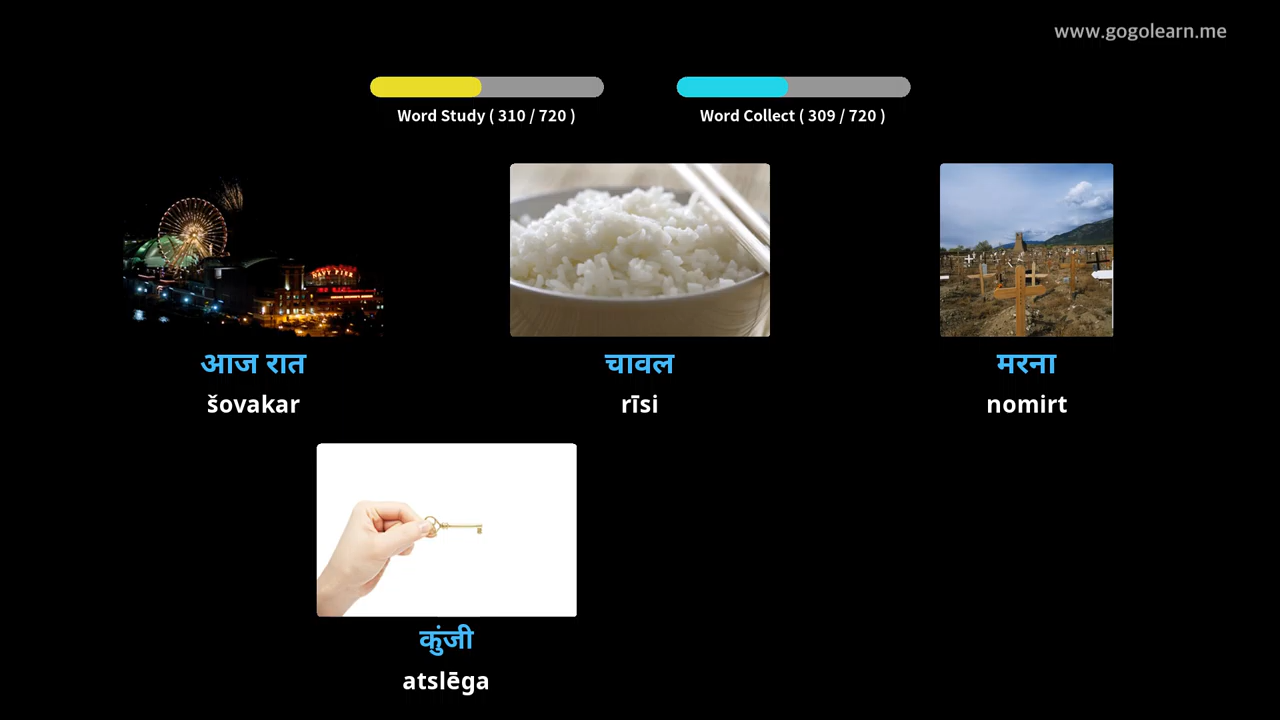 www.gogolearn.me
Word Study ( 310 / 720 )
Word Collect ( 309 / 720 )
आज रात
šovakar
चावल
rīsi
मरना
nomirt
कुंजी
atslēga